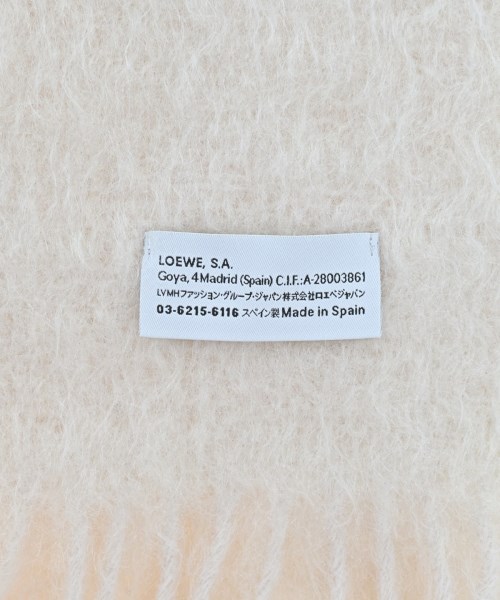 LOEWE, S.A.
Goya, 4 Madrid (Spain) C.I.F.:A-28003861
LVMHファッション・グループ・ジャパン株式会社ロエベジャパン
03-6215-6116 スペイン製 Made in Spain